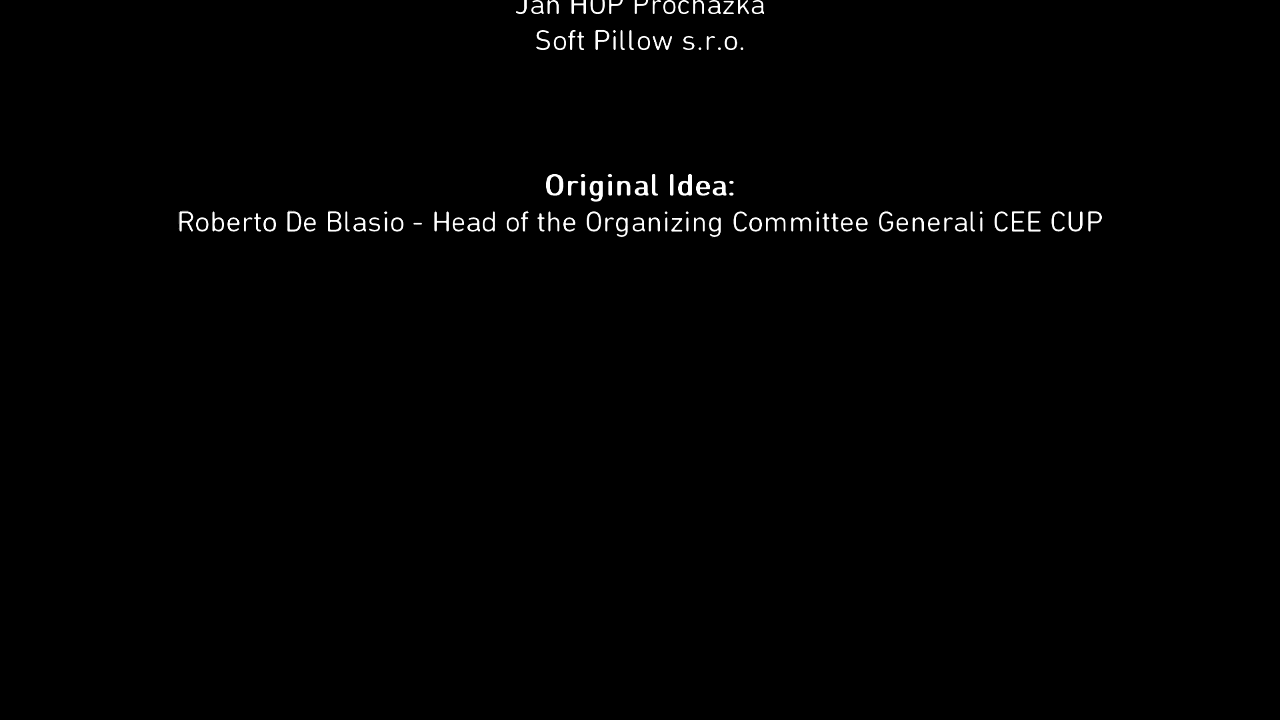 Jan HOP Procházka
Soft Pillow s.r.o.
Original Idea:
Roberto De Blasio - Head of the Organizing Committee Generali CEE CUP